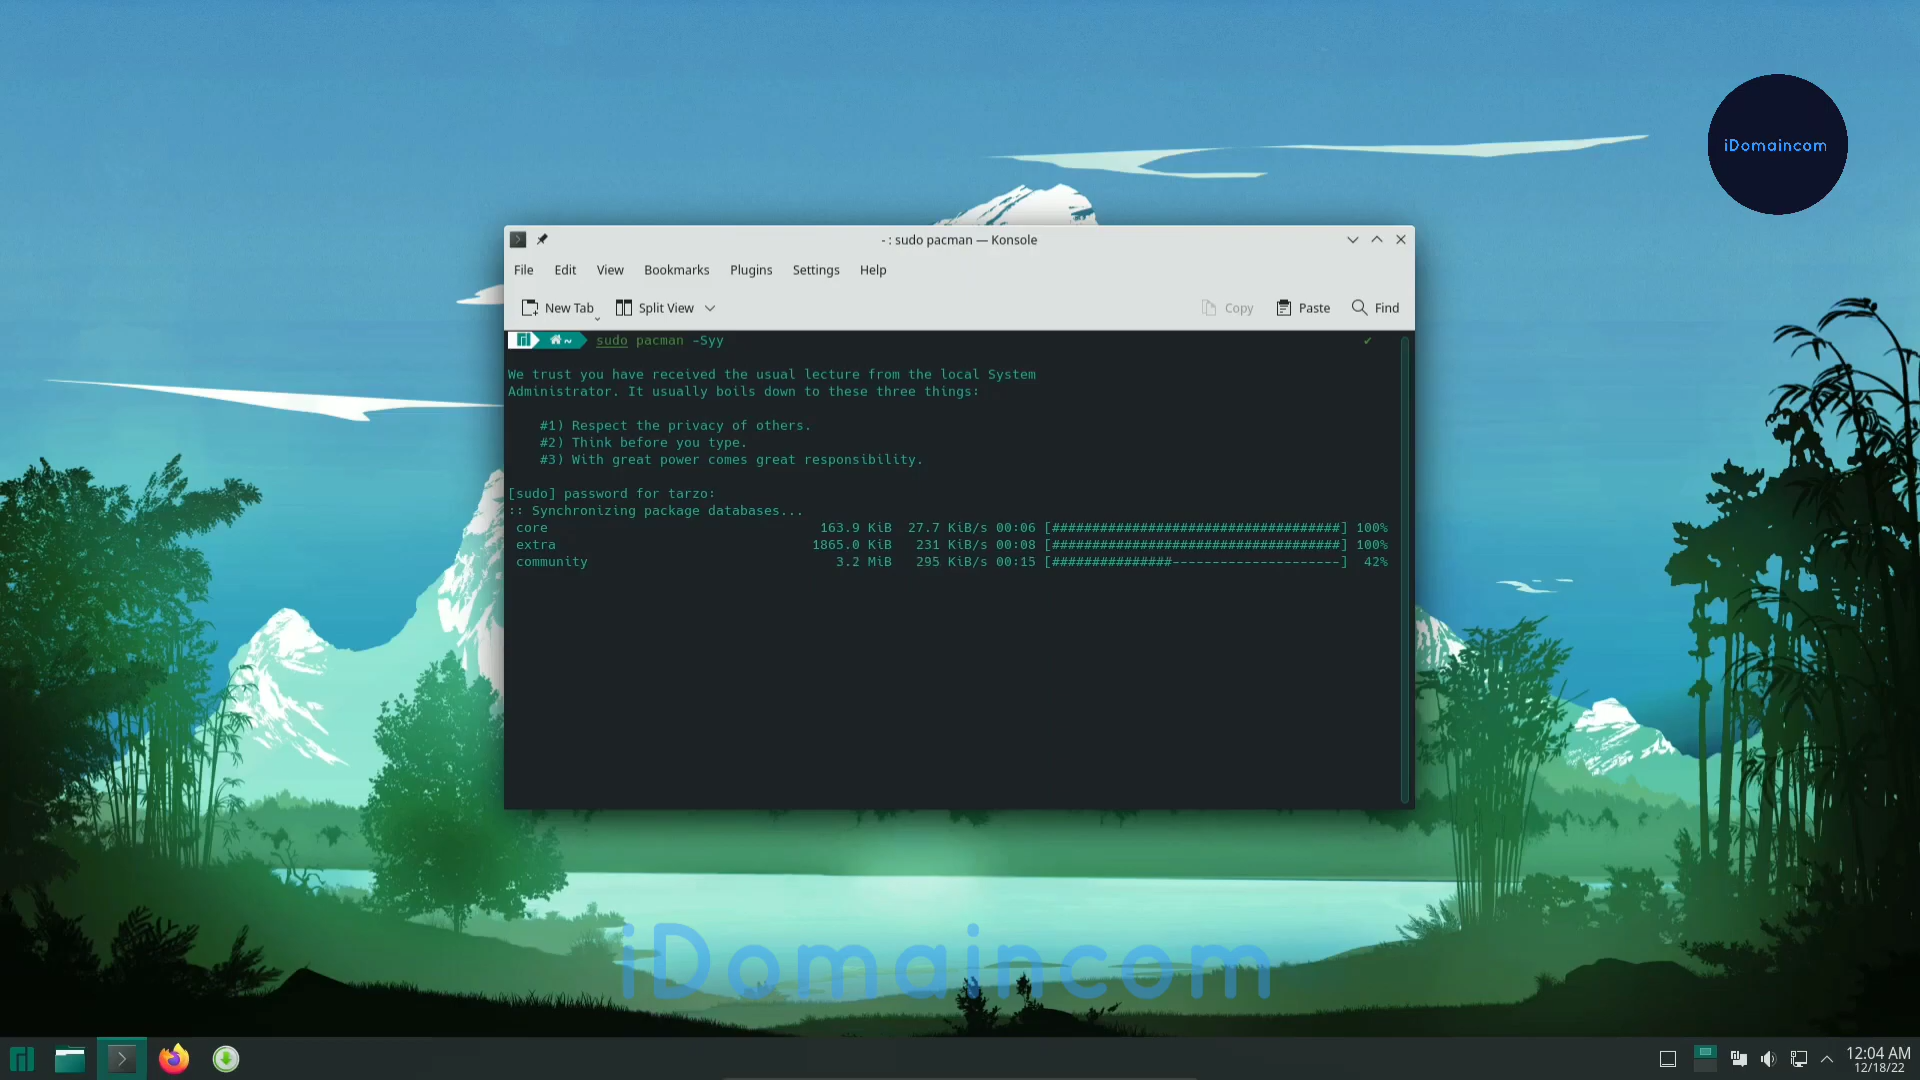 iDomaincom
- : sudo pacman — Konsole
File Edit View Bookmarks Plugins Settings Help
New Tab Split View Copy Paste Find
~ sudo pacman -Syy ✔
We trust you have received the usual lecture from the local System
Administrator. It usually boils down to these three things:
#1) Respect the privacy of others.
#2) Think before you type.
#3) With great power comes great responsibility.
[sudo] password for tarzo:
:: Synchronizing package databases...
core 163.9 KiB 27.7 KiB/s 00:06 [####################################] 100%
extra 1865.0 KiB 231 KiB/s 00:08 [####################################] 100%
community 3.2 MiB 295 KiB/s 00:15 [###############---------------------] 42%
iDomaincom
12:04 AM
12/18/22